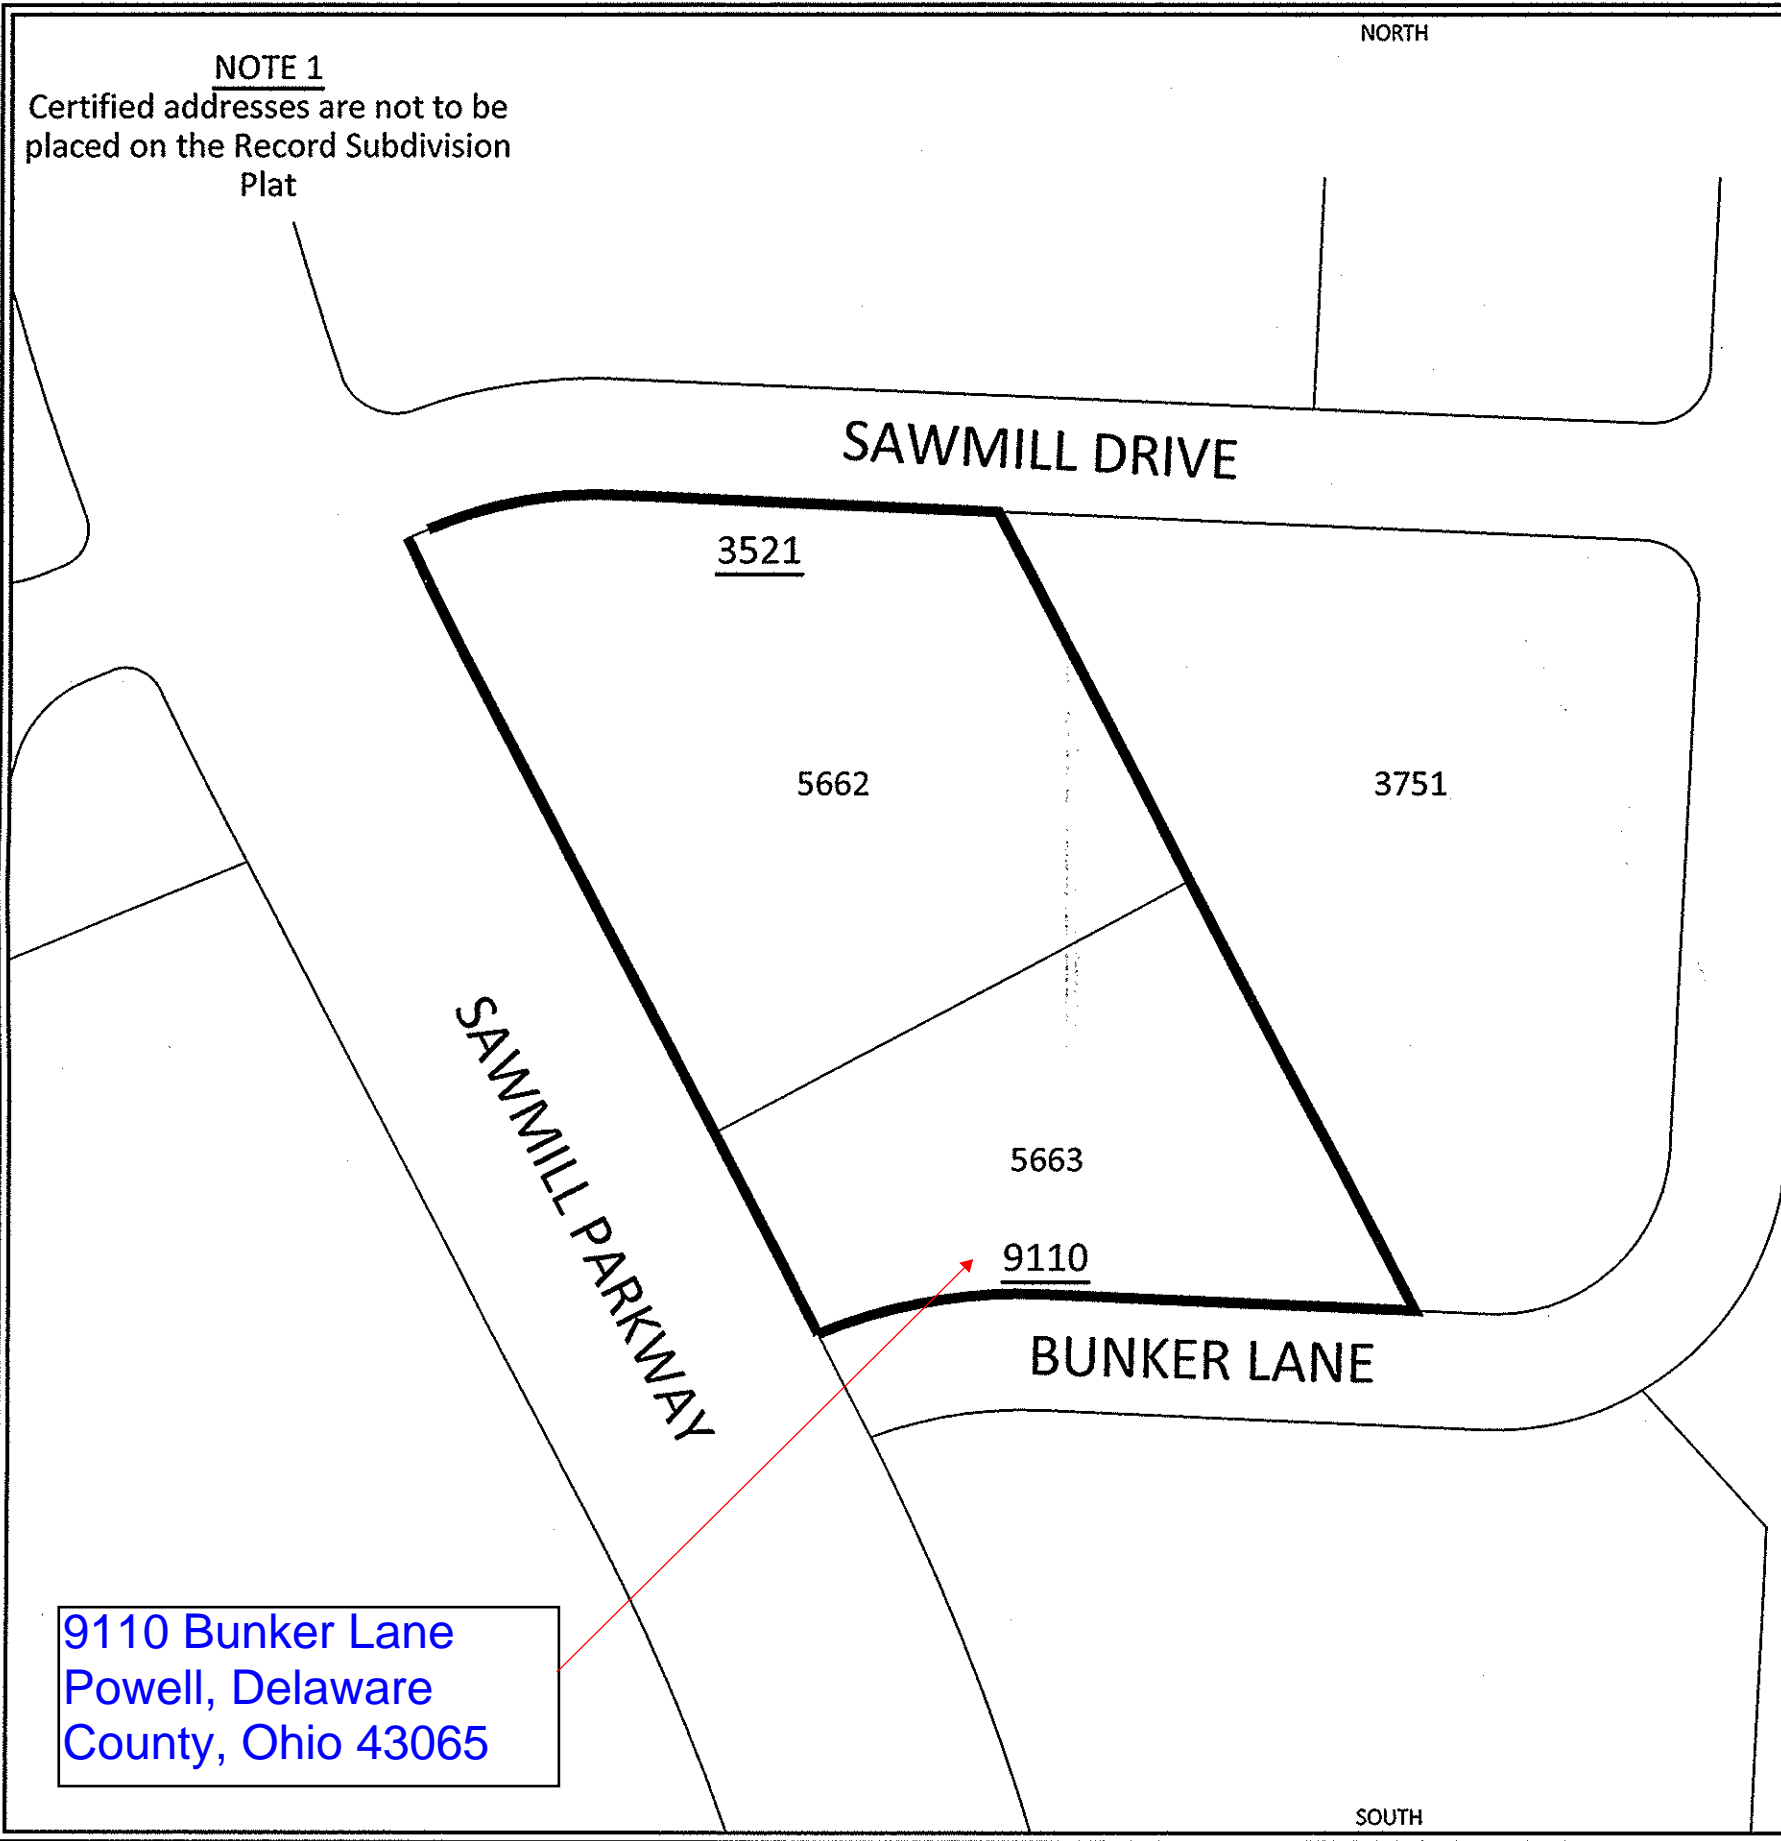 NORTH
NOTE 1
Certified addresses are not to be
placed on the Record Subdivision
Plat
SAWMILL DRIVE
3521
5662
3751
SAWMILL PARKWAY
5663
9110
BUNKER LANE
9110 Bunker Lane
Powell, Delaware
County, Ohio 43065
SOUTH